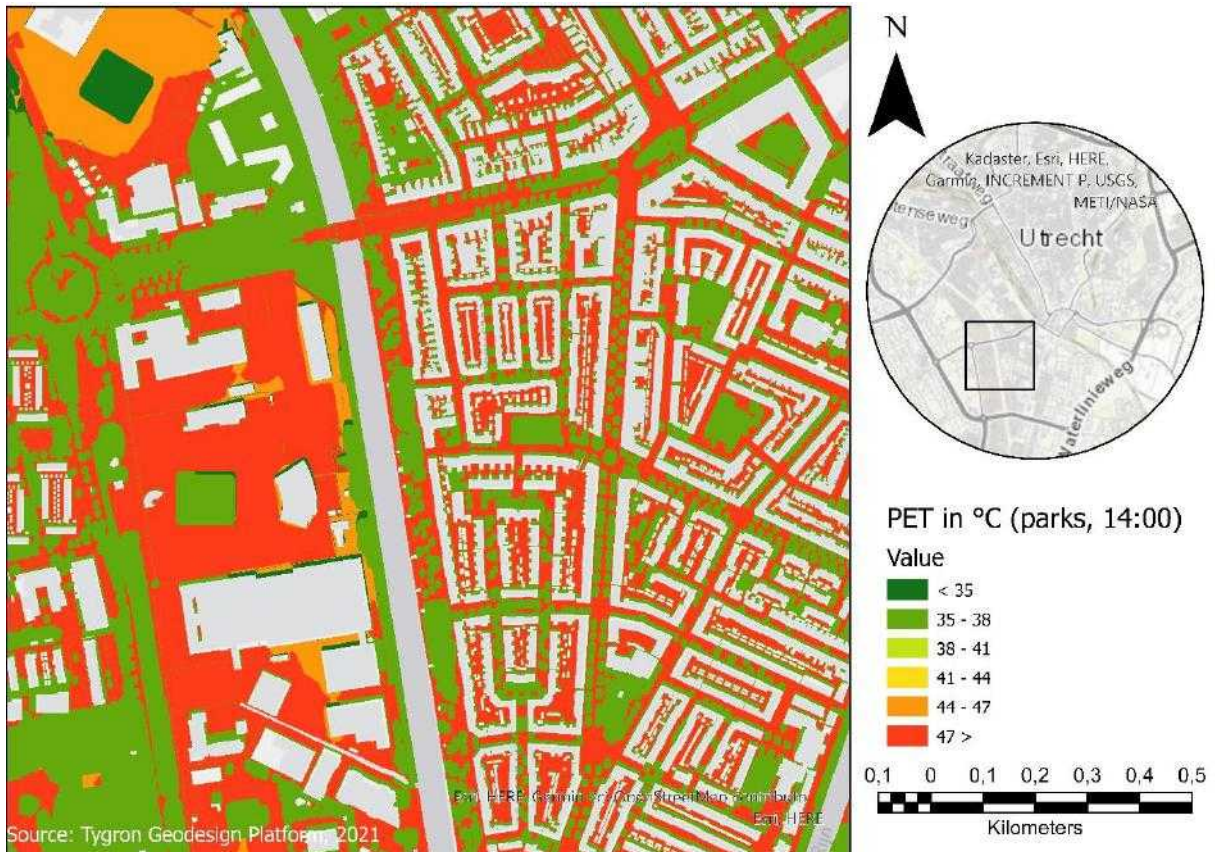 N
Kadaster, Esri, HERE,
Garmin, INCREMENT P, USGS,
METI/NASA
Utrecht
Waterlinieweg
PET in °C (parks, 14:00)
Value
< 35
35 - 38
38 - 41
41 - 44
44 - 47
47 >
0,1 0 0,1 0,2 0,3 0,4 0,5
Kilometers
Esri, HERE
Source: Tygron Geodesign Platform, 2021